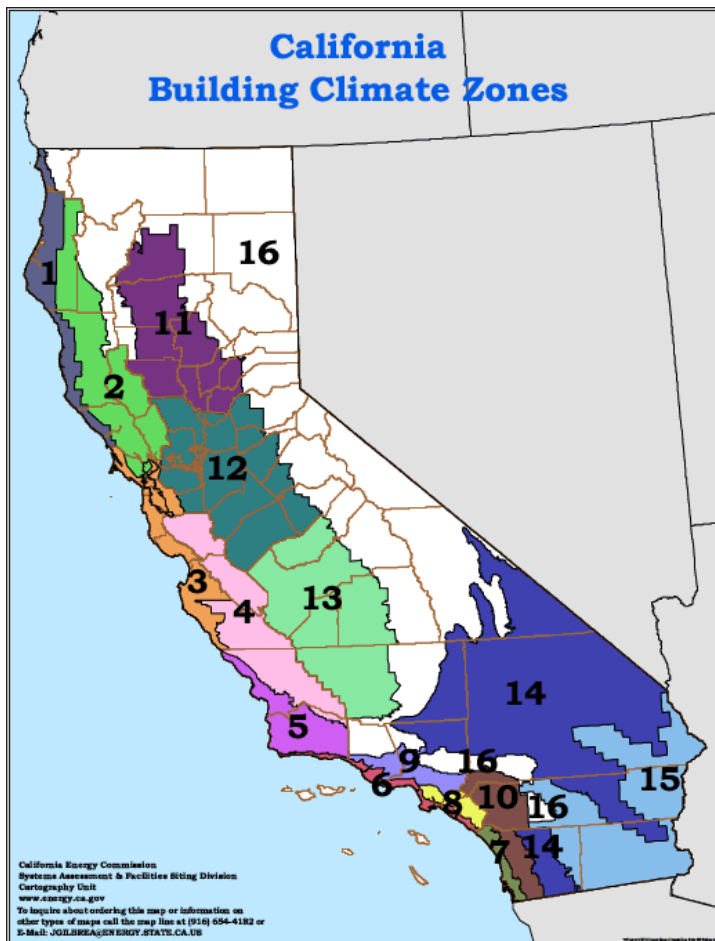 California
Building Climate Zones
16
1
11
2
12
3
13
4
14
5
15
9
16
6
10
16
8
7
14
California Energy Commission
Systems Assessment & Facilities Siting Division
Cartography Unit
www.energy.ca.gov
To inquire about ordering this map or information on
other types of maps call the map line at (916) 654-4182 or
E-Mail: JGILBREA@ENERGY.STATE.CA.US